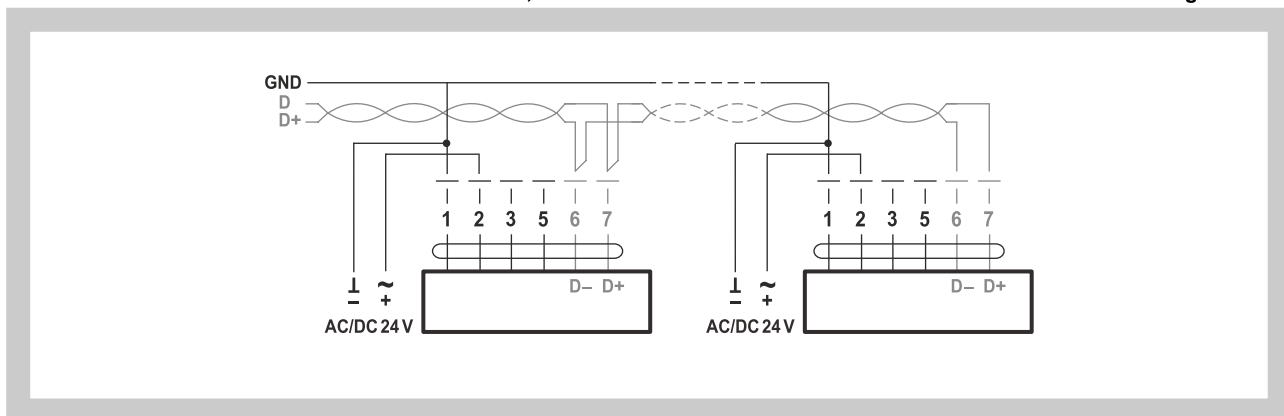 GND
D
D+
1 2 3 5 6 7
1 2 3 5 6 7
D– D+
D– D+
⊥ ~
– +
⊥ ~
– +
AC/DC 24 V
AC/DC 24 V